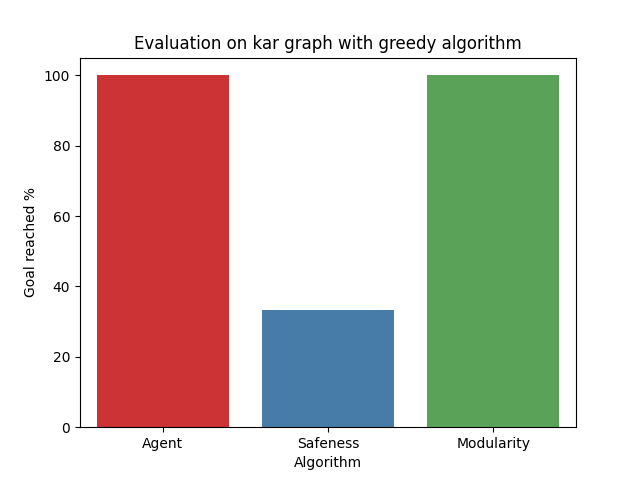 Evaluation on kar graph with greedy algorithm
Goal reached %
100
80
60
40
20
0
Agent
Safeness
Modularity
Algorithm